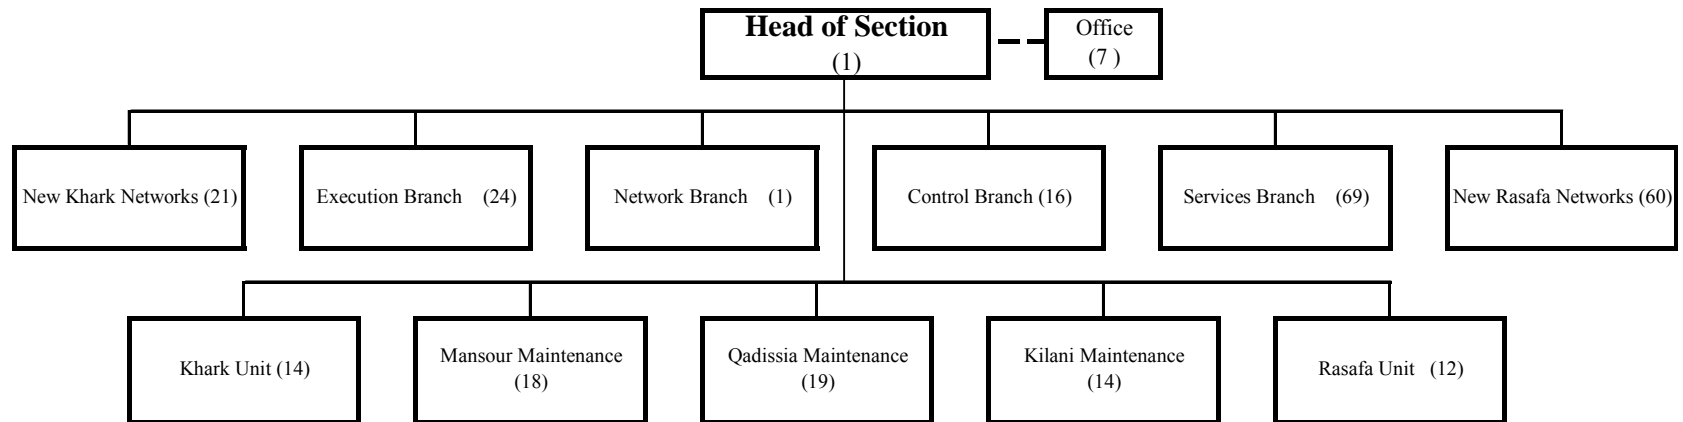 Head of Section
(1)
Office
(7 )
New Khark Networks (21)
Execution Branch (24)
Network Branch (1)
Control Branch (16)
Services Branch (69)
New Rasafa Networks (60)
Khark Unit (14)
Mansour Maintenance
(18)
Qadissia Maintenance
(19)
Kilani Maintenance
(14)
Rasafa Unit (12)